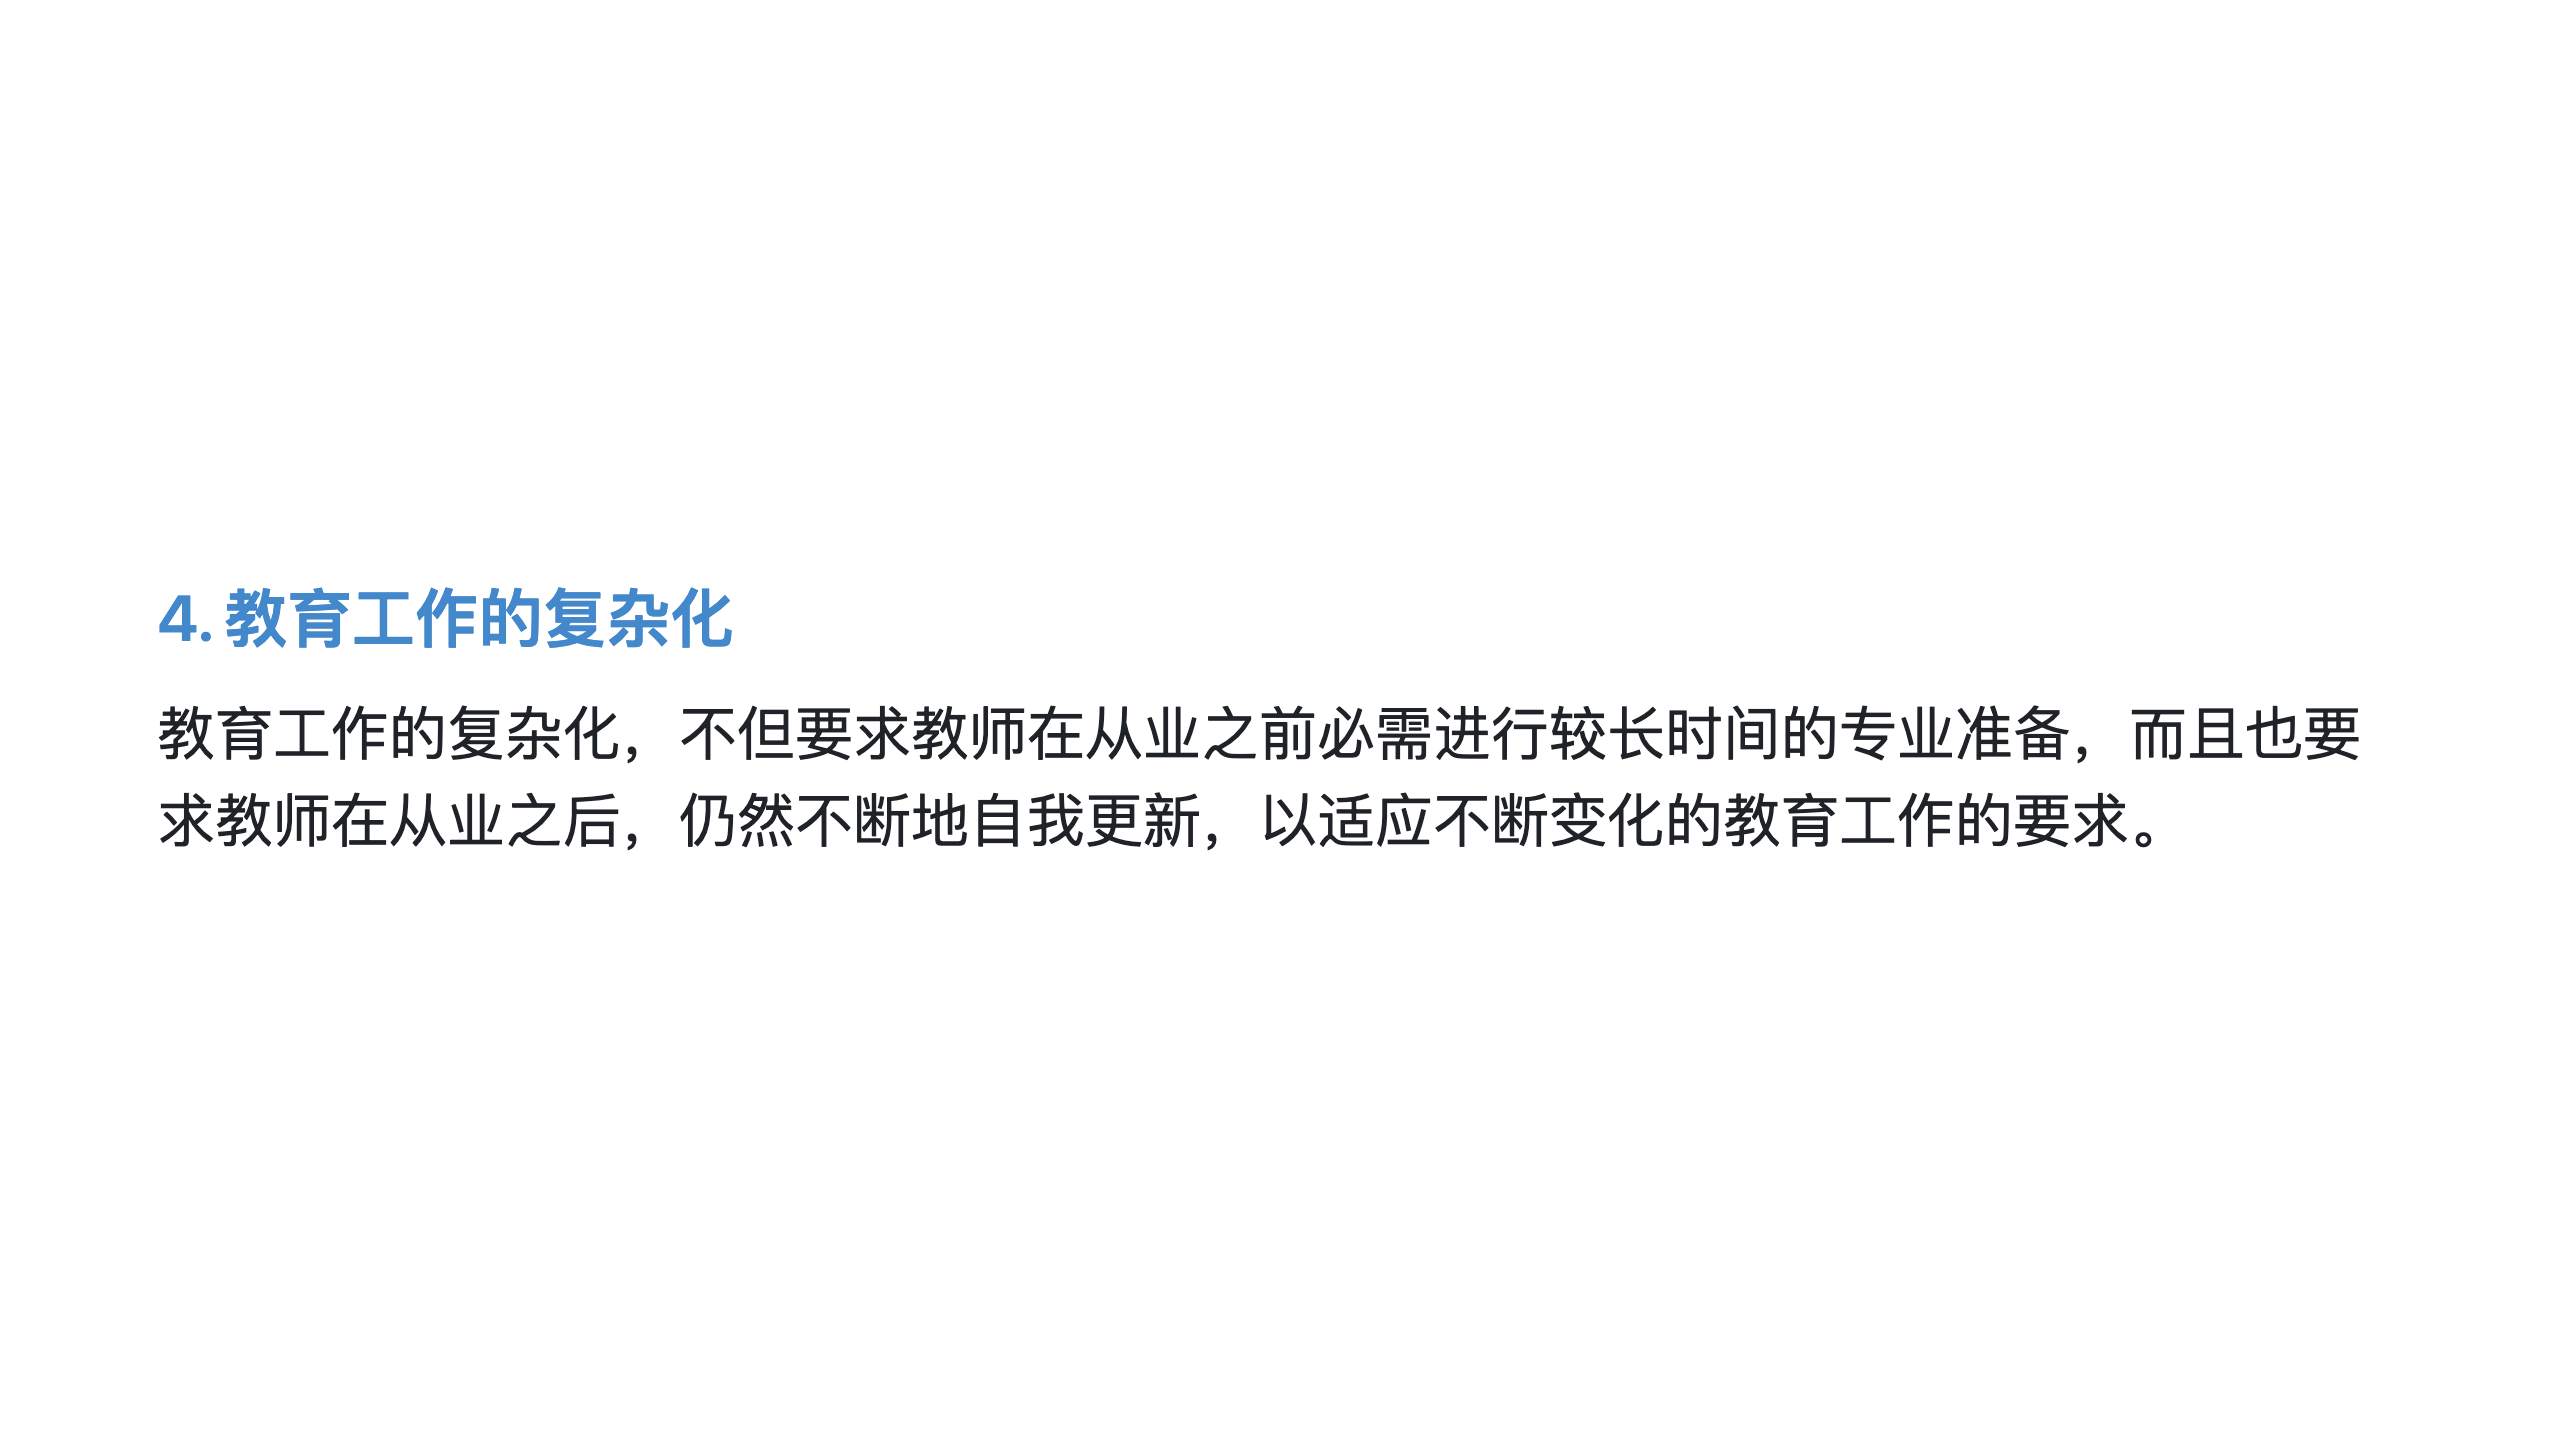 4. 教育工作的复杂化
教育工作的复杂化，不但要求教师在从业之前必需进行较长时间的专业准备，而且也要
求教师在从业之后，仍然不断地自我更新，以适应不断变化的教育工作的要求。